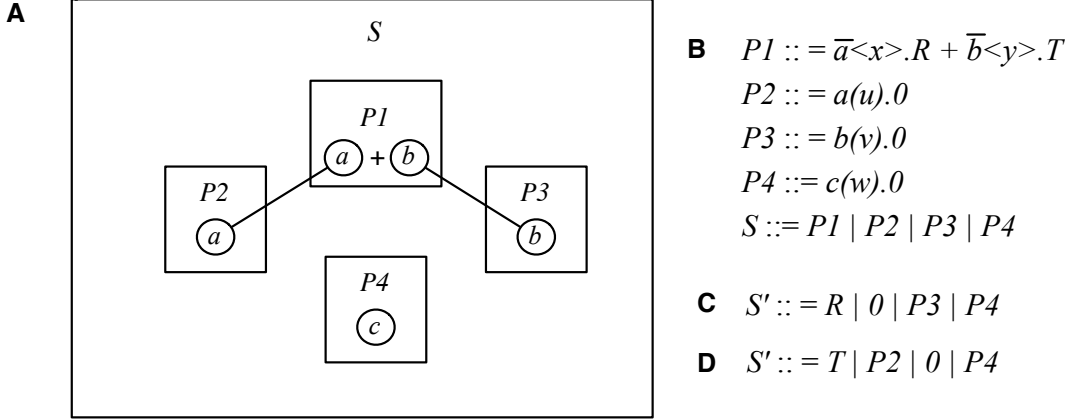 A
S
P1
a + b
P2
a
P3
b
P4
c
B P1 :: = a̅<x>.R + b̅<y>.T
P2 :: = a(u).0
P3 :: = b(v).0
P4 ::= c(w).0
S ::= P1 | P2 | P3 | P4
C S' :: = R | 0 | P3 | P4
D S' :: = T | P2 | 0 | P4